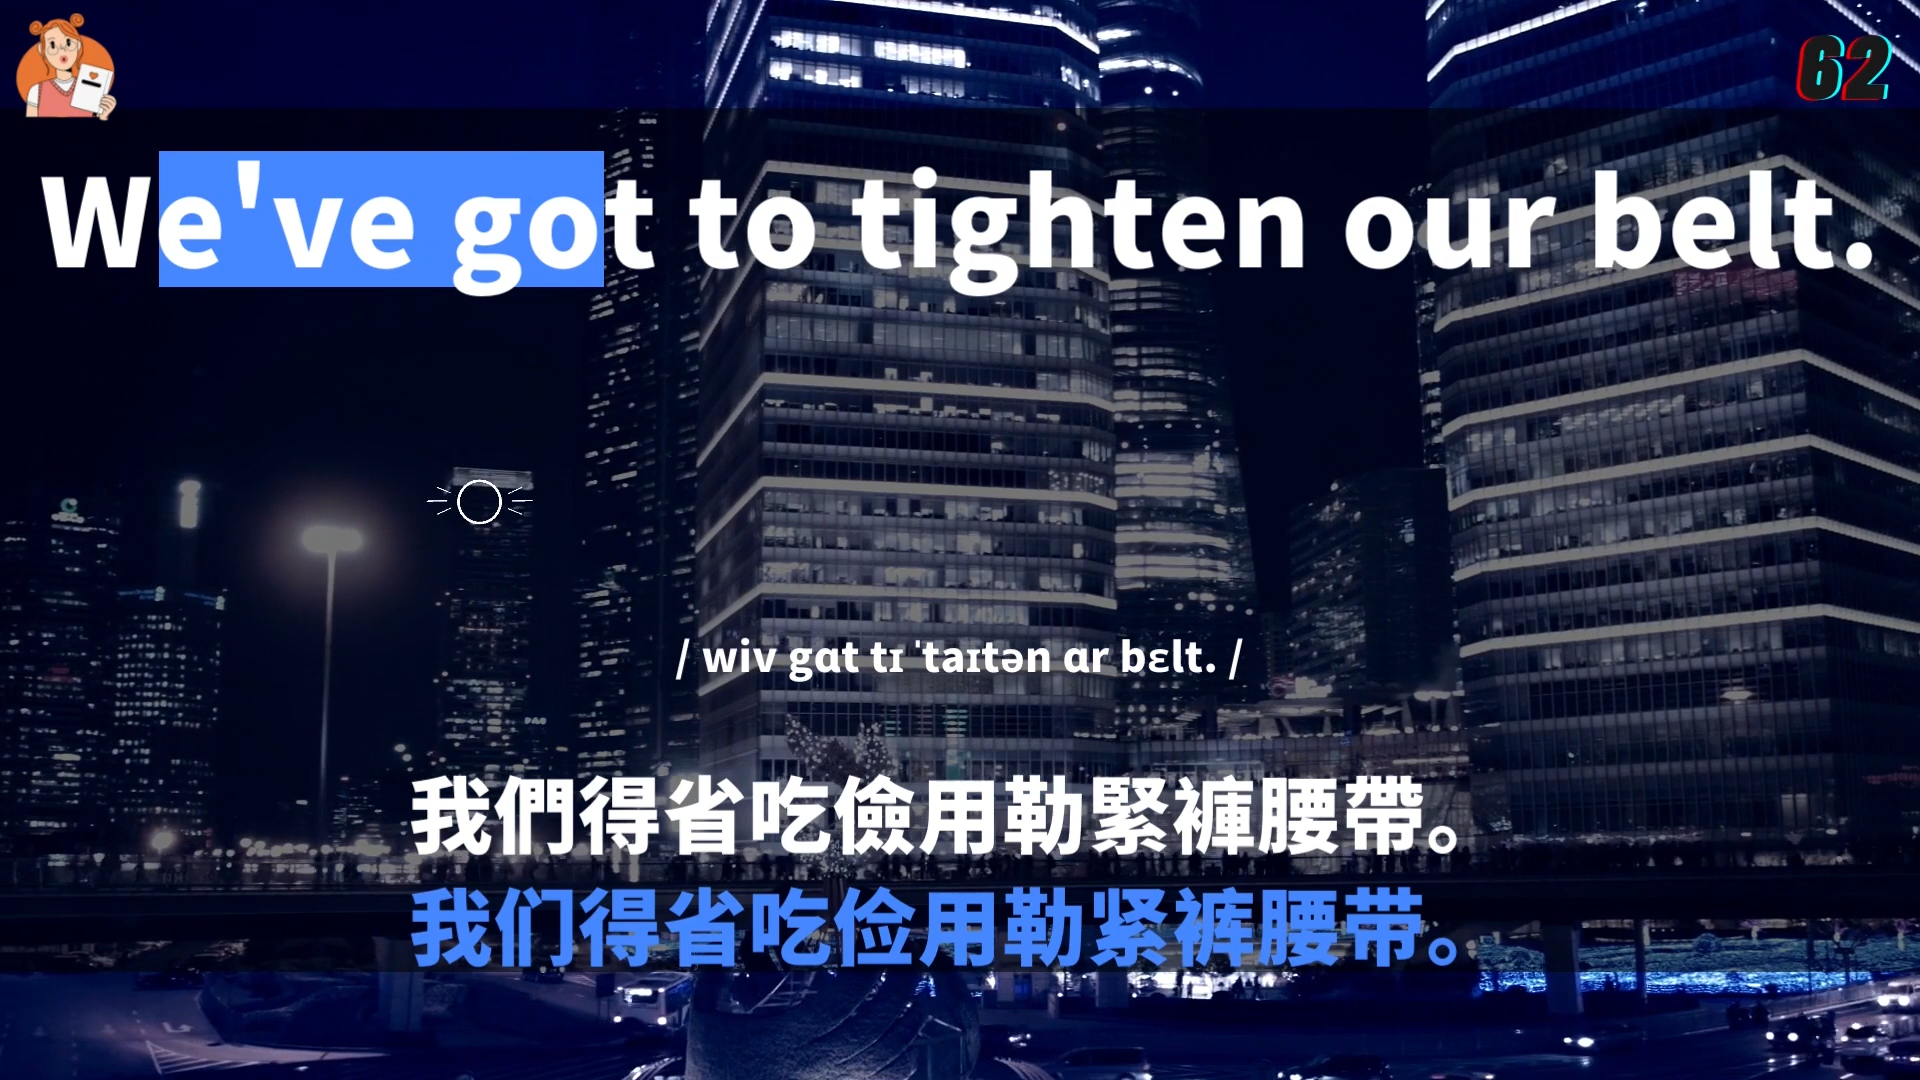 62
We've got to tighten our belt.
/ wiv gɑt tɪ ˈtaɪtən ɑr bɛlt. /
我們得省吃儉用勒緊褲腰帶。
我们得省吃俭用勒紧裤腰带。